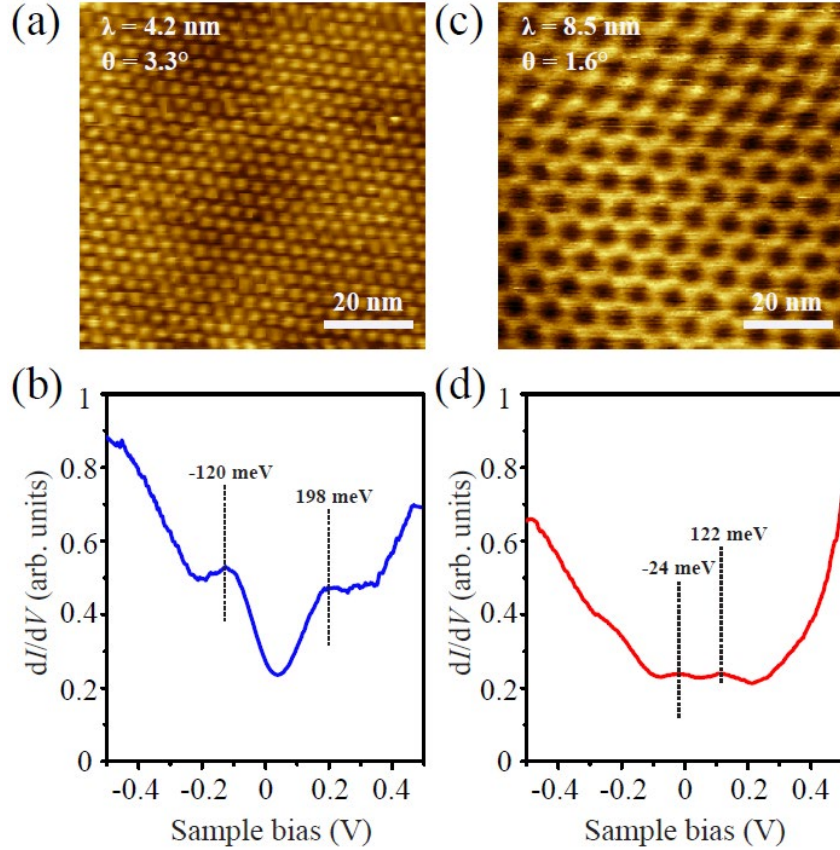 (a)
λ = 4.2 nm
θ = 3.3°
20 nm
(c)
λ = 8.5 nm
θ = 1.6°
20 nm
(b)
dI/dV (arb. units)
1
0.8
0.6
0.4
0.2
0
-120 meV
198 meV
-0.4 -0.2 0 0.2 0.4
Sample bias (V)
(d)
dI/dV (arb. units)
1
0.8
0.6
0.4
0.2
0
-24 meV
122 meV
-0.4 -0.2 0 0.2 0.4
Sample bias (V)